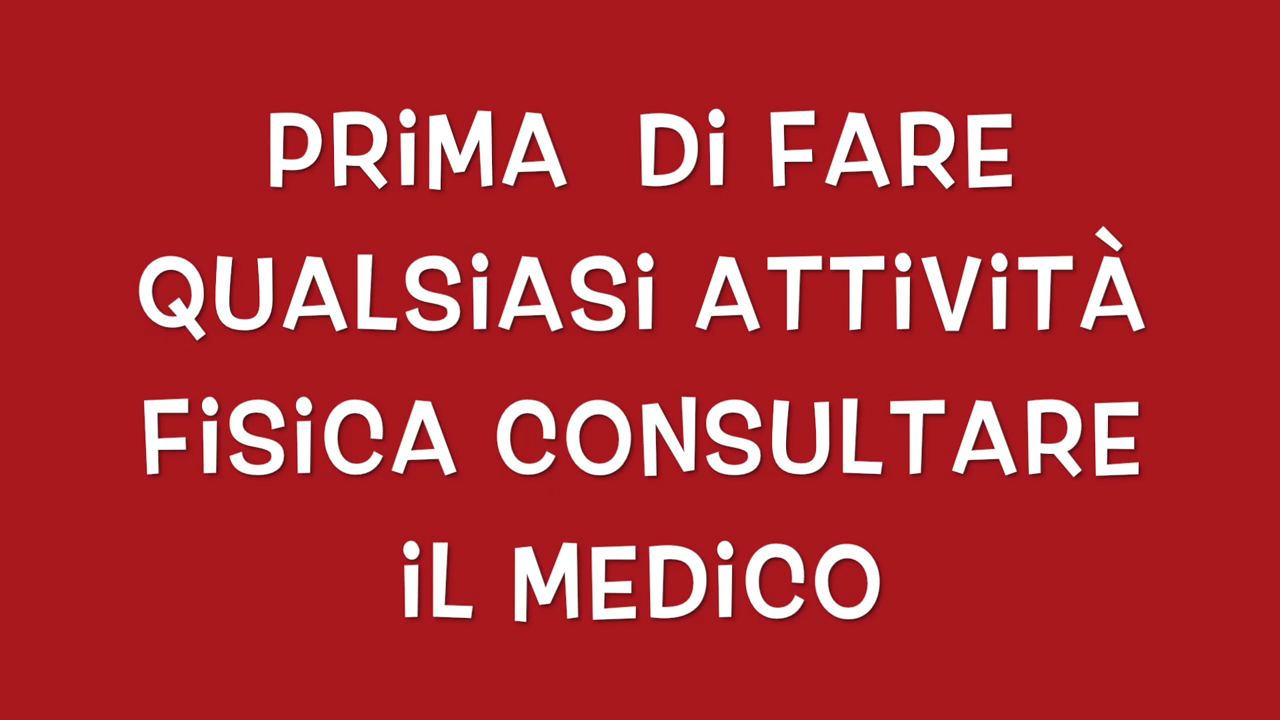 PRiMA Di FARE
QUALSiASi ATTiViTÀ
FiSiCA CONSULTARE
iL MEDiCO